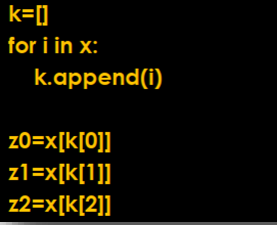 k=[]
for i in x:
    k.append(i)
z0=x[k[0]]
z1=x[k[1]]
z2=x[k[2]]